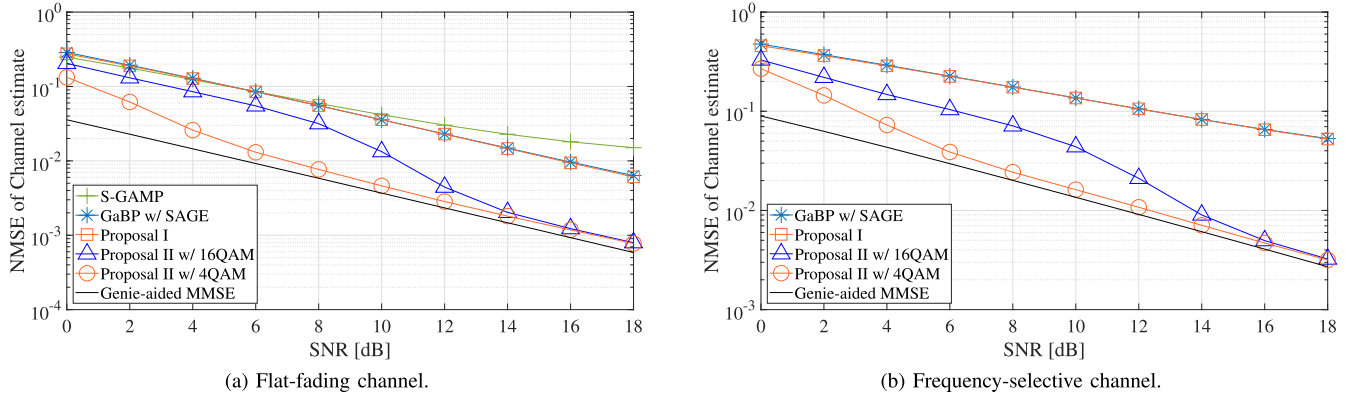 NMSE of Channel estimate
10^0
10^-1
10^-2
10^-3
10^-4
S-GAMP
GaBP w/ SAGE
Proposal I
Proposal II w/ 16QAM
Proposal II w/ 4QAM
Genie-aided MMSE
0 2 4 6 8 10 12 14 16 18
SNR [dB]
(a) Flat-fading channel.
NMSE of Channel estimate
10^0
10^-1
10^-2
10^-3
GaBP w/ SAGE
Proposal I
Proposal II w/ 16QAM
Proposal II w/ 4QAM
Genie-aided MMSE
0 2 4 6 8 10 12 14 16 18
SNR [dB]
(b) Frequency-selective channel.